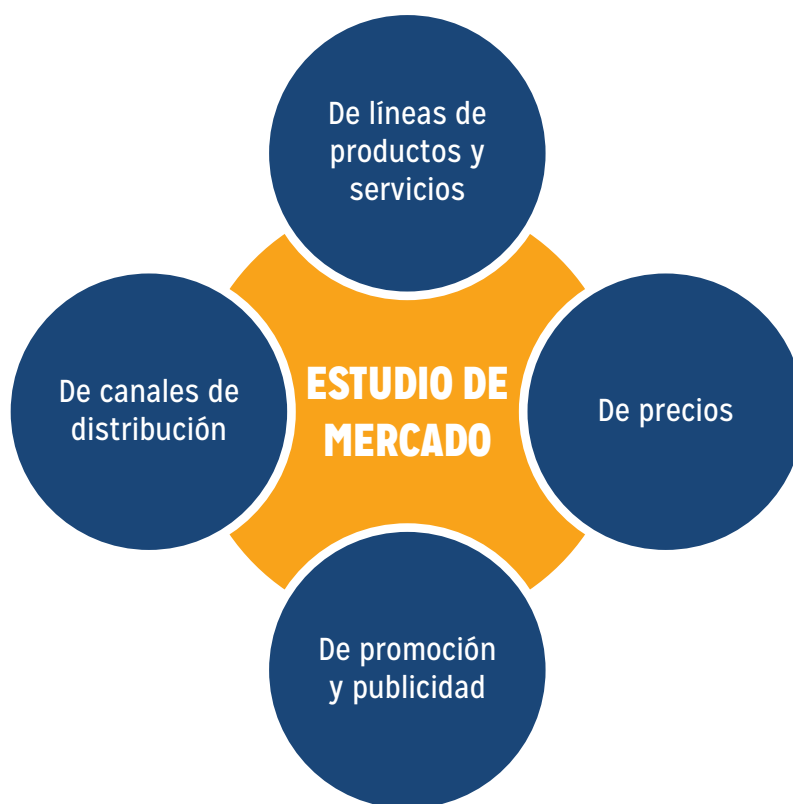 De líneas de
productos y
servicios
De canales de
distribución
ESTUDIO DE
MERCADO
De precios
De promoción
y publicidad